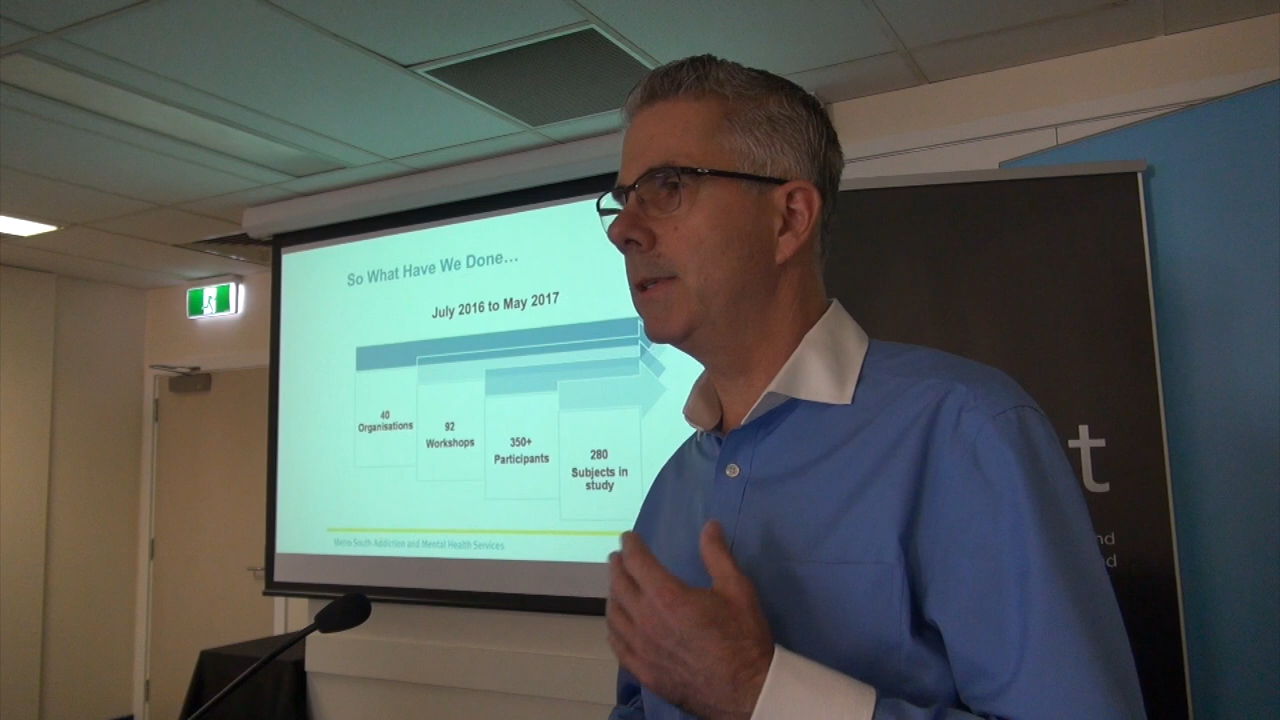 So What Have We Done...
July 2016 to May 2017
40
Organisations
92
Workshops
350+
Participants
280
Subjects in
study
Metro South Addiction and Mental Health Services
t
nd
d